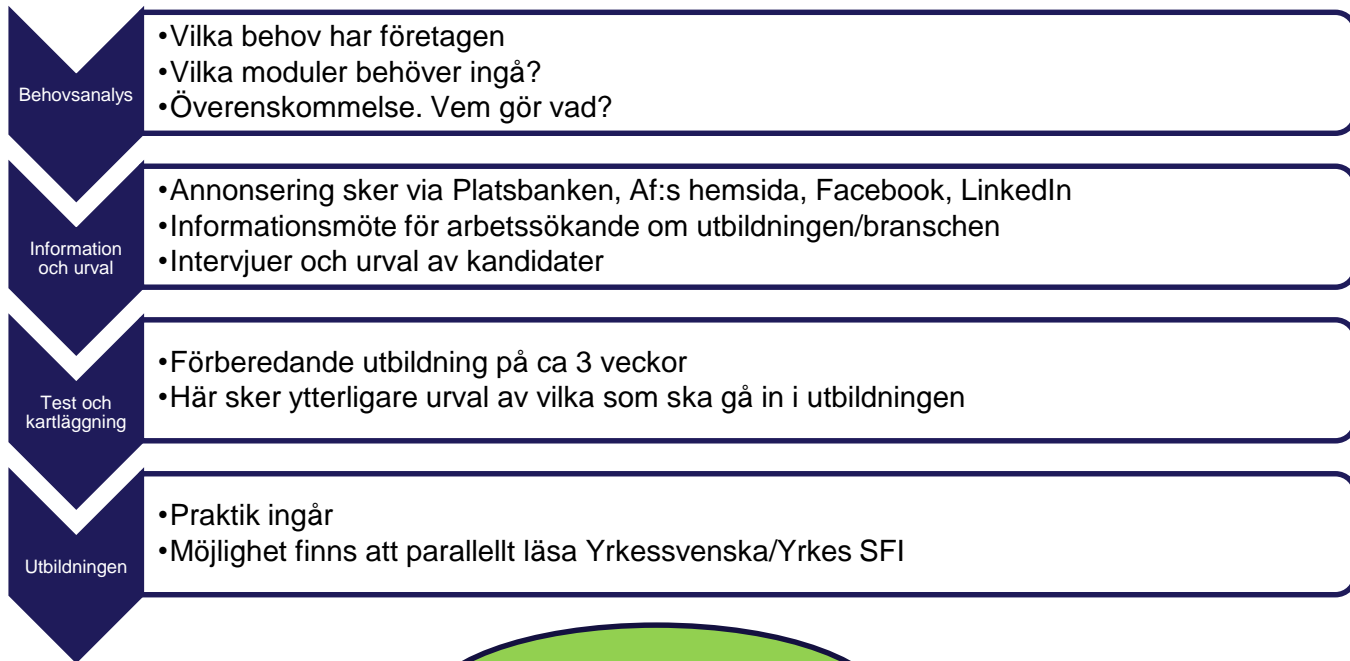 Behovsanalys
•Vilka behov har företagen
•Vilka moduler behöver ingå?
•Överenskommelse. Vem gör vad?
Information
och urval
•Annonsering sker via Platsbanken, Af:s hemsida, Facebook, LinkedIn
•Informationsmöte för arbetssökande om utbildningen/branschen
•Intervjuer och urval av kandidater
Test och
kartläggning
•Förberedande utbildning på ca 3 veckor
•Här sker ytterligare urval av vilka som ska gå in i utbildningen
Utbildningen
•Praktik ingår
•Möjlighet finns att parallellt läsa Yrkessvenska/Yrkes SFI